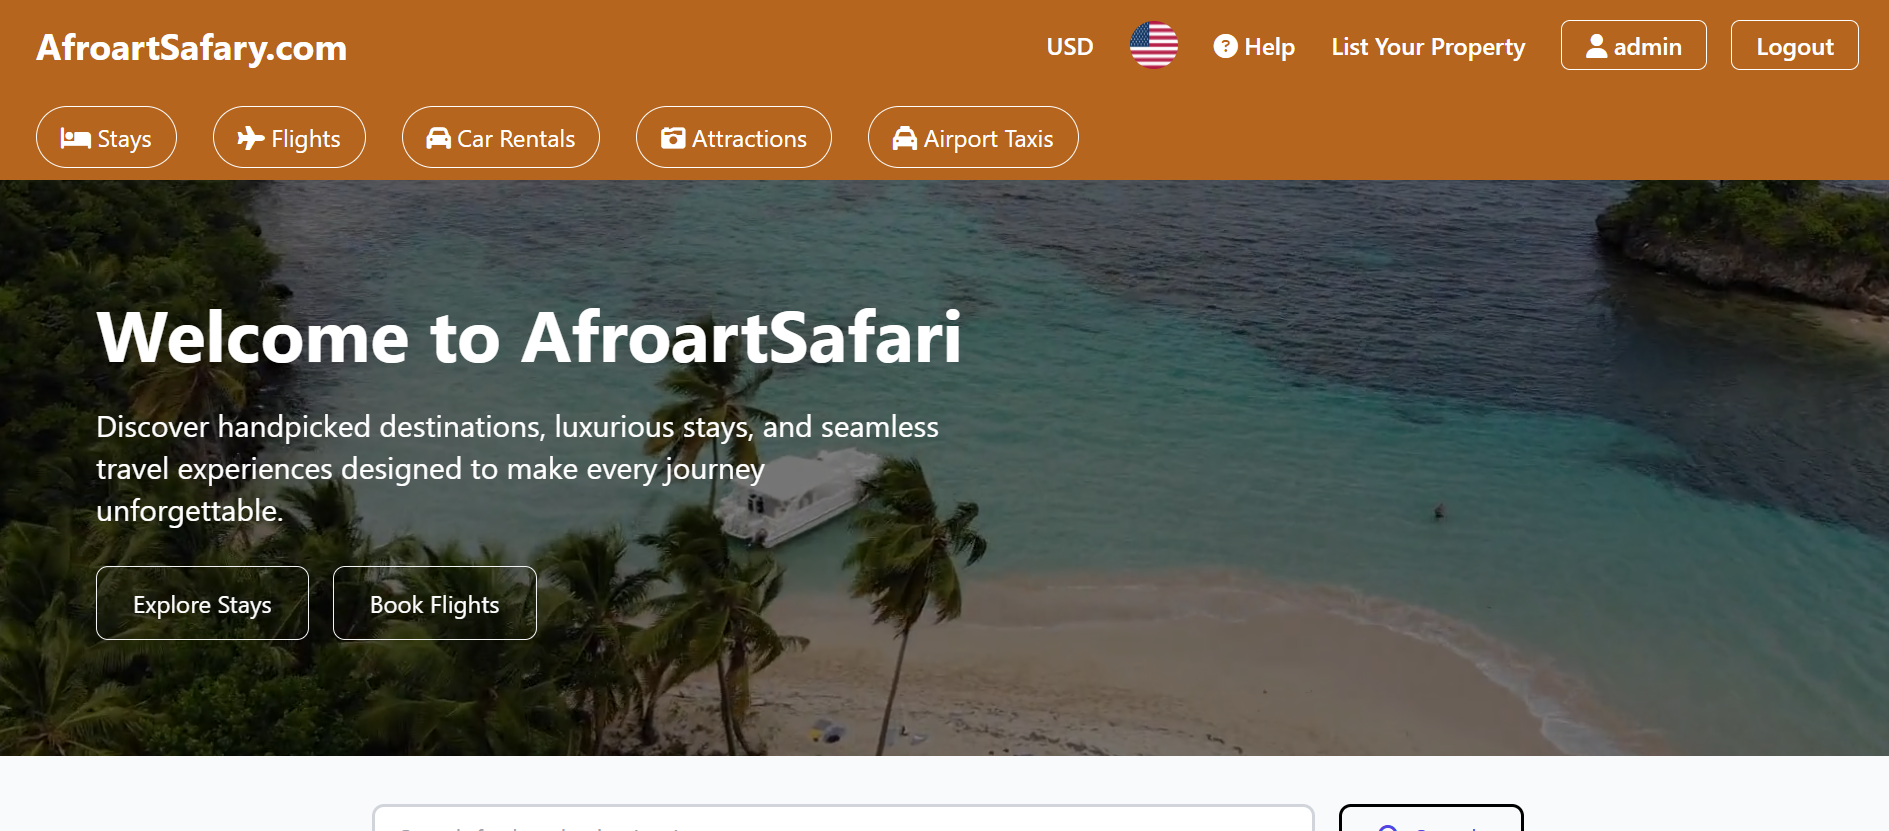 AfroartSafary.com
USD
Help
List Your Property
admin
Logout
Stays
Flights
Car Rentals
Attractions
Airport Taxis
Welcome to AfroartSafari
Discover handpicked destinations, luxurious stays, and seamless
travel experiences designed to make every journey
unforgettable.
Explore Stays
Book Flights